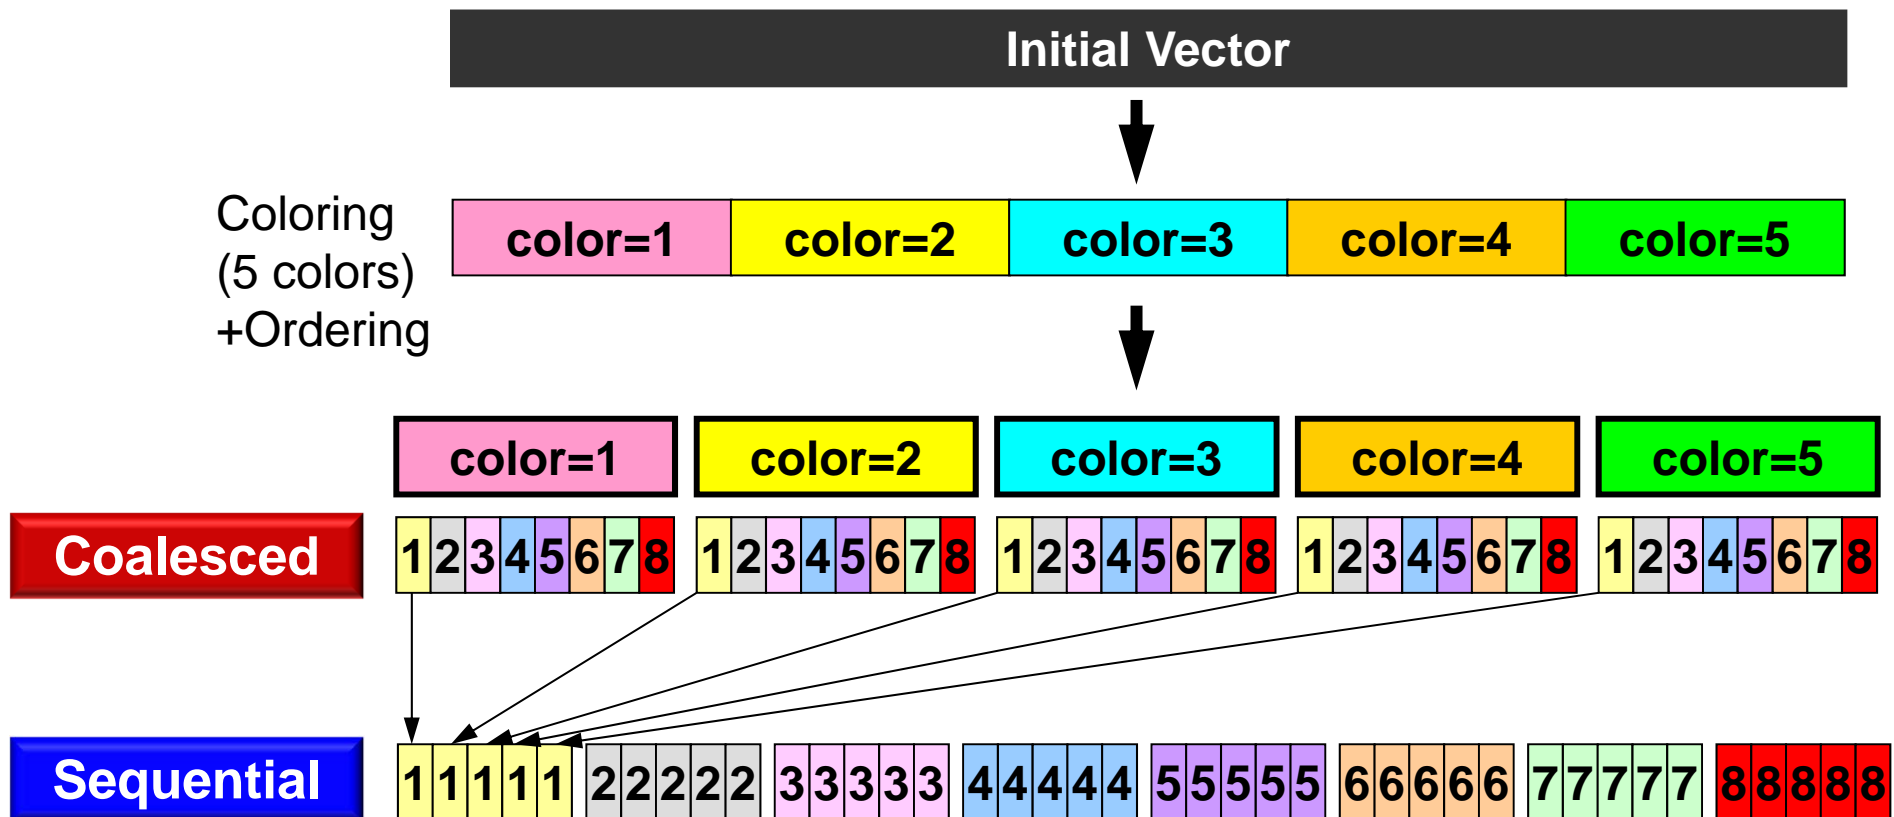 Initial Vector
Coloring
(5 colors)
+Ordering
color=1 color=2 color=3 color=4 color=5
color=1 color=2 color=3 color=4 color=5
Coalesced 1 2 3 4 5 6 7 8 1 2 3 4 5 6 7 8 1 2 3 4 5 6 7 8 1 2 3 4 5 6 7 8 1 2 3 4 5 6 7 8
Sequential 1 1 1 1 1 2 2 2 2 2 3 3 3 3 3 4 4 4 4 4 5 5 5 5 5 6 6 6 6 6 7 7 7 7 7 8 8 8 8 8